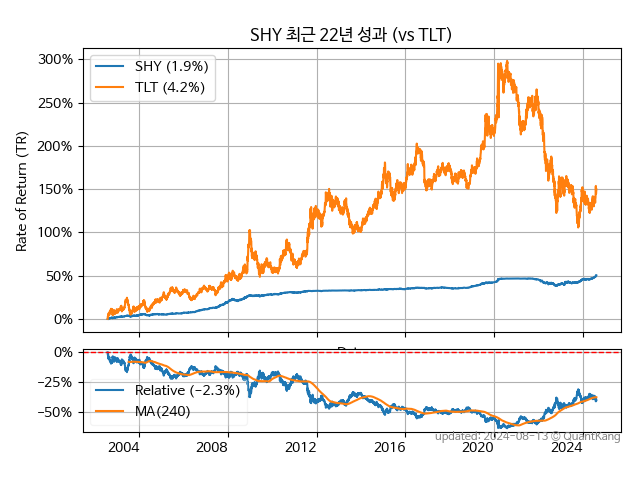 SHY 최근 22년 성과 (vs TLT)
300%
250%
200%
150%
100%
50%
0%
Rate of Return (TR)
SHY (1.9%)
TLT (4.2%)
0%
−25%
−50%
Relative (−2.3%)
MA(240)
2004
2008
2012
2016
2020
2024
updated: 2024-08-13 © QuantKang